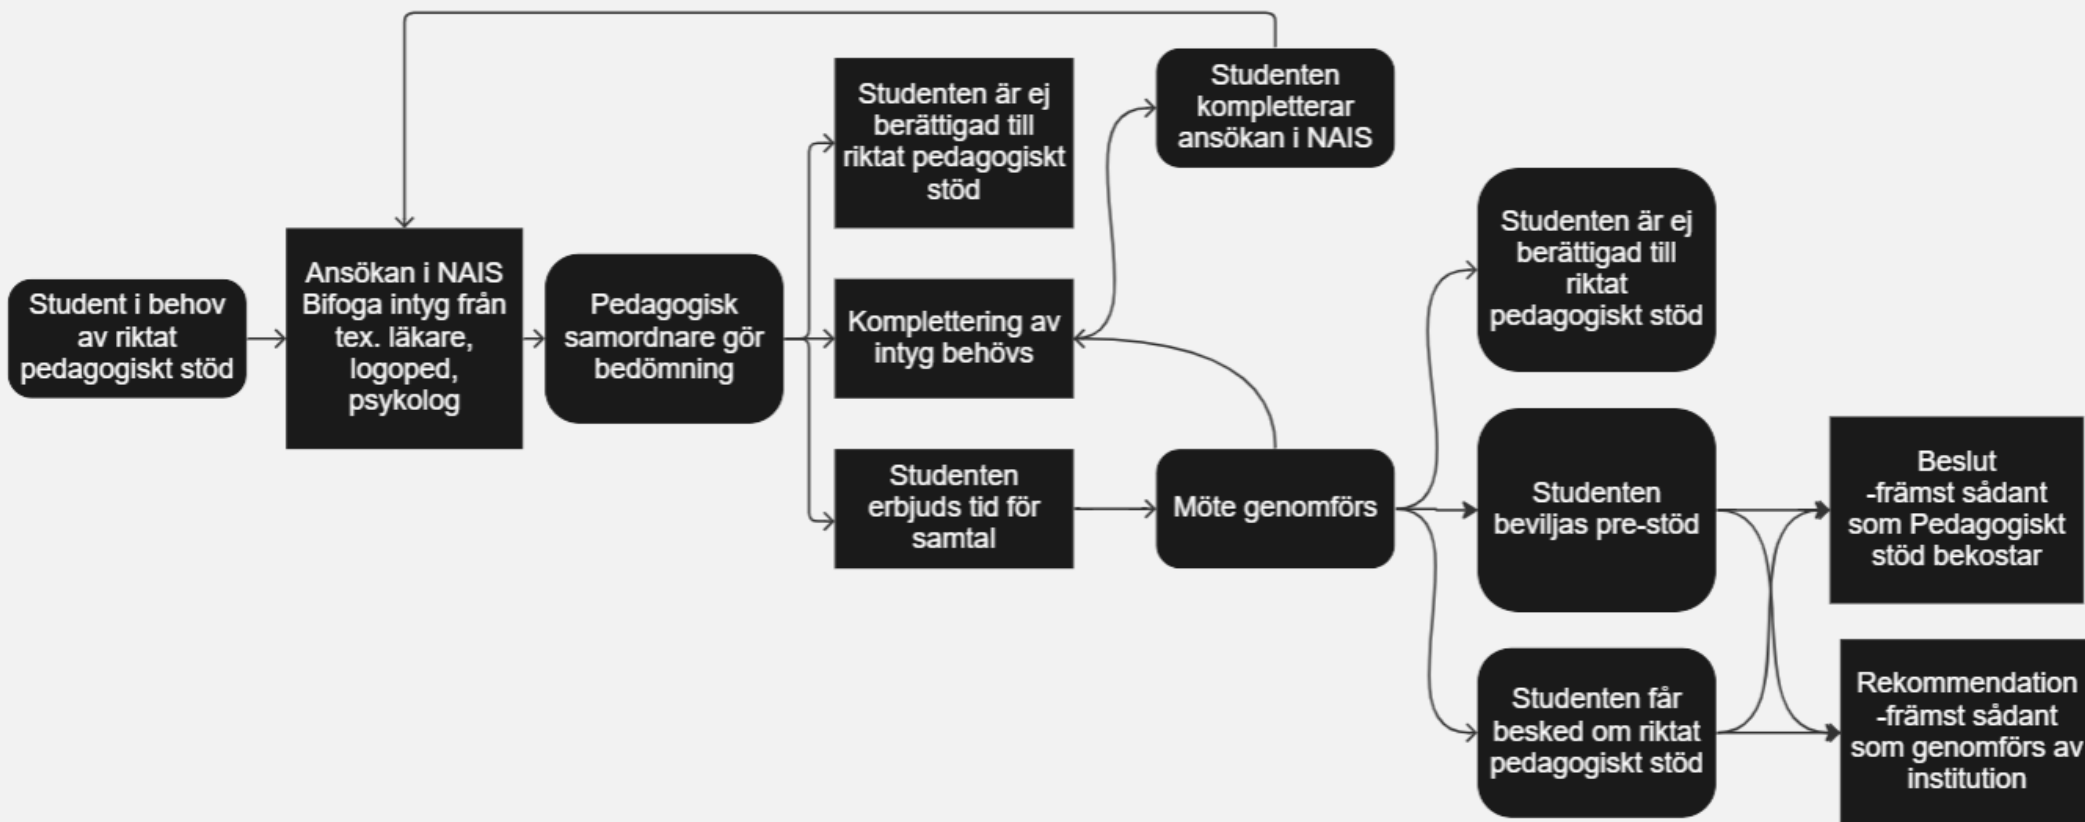 Student i behov
av riktat
pedagogiskt stöd
Ansökan i NAIS
Bifoga intyg från
tex. läkare,
logoped,
psykolog
Pedagogisk
samordnare gör
bedömning
Studenten är ej
berättigad till
riktat pedagogiskt
stöd
Komplettering av
intyg behövs
Studenten
erbjuds tid för
samtal
Studenten
kompletterar
ansökan i NAIS
Möte genomförs
Studenten är ej
berättigad till
riktat
pedagogiskt stöd
Studenten
beviljas pre-stöd
Studenten får
besked om riktat
pedagogiskt stöd
Beslut
-främst sådant
som Pedagogiskt
stöd bekostar
Rekommendation
-främst sådant
som genomförs av
institution